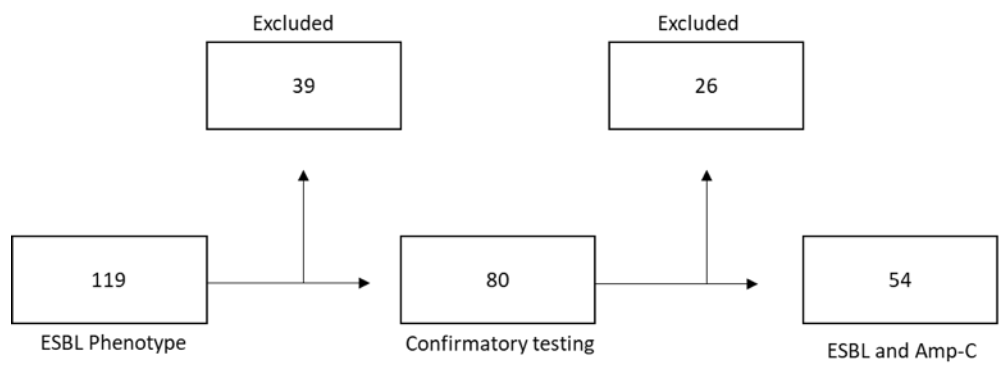 Excluded
Excluded
39
26
119
80
54
ESBL Phenotype
Confirmatory testing
ESBL and Amp-C